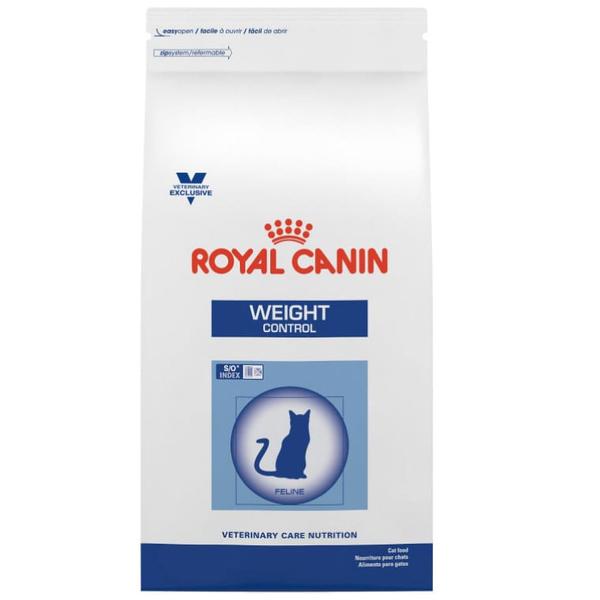 easyopen / facile à ouvrir / fácil de abrir
zipsystem/refermable
VETERINARY
EXCLUSIVE
ROYAL CANIN
WEIGHT
CONTROL
S/O*
INDEX
FELINE
VETERINARY CARE NUTRITION
Cat food
Nourriture pour chats
Alimento para gatos